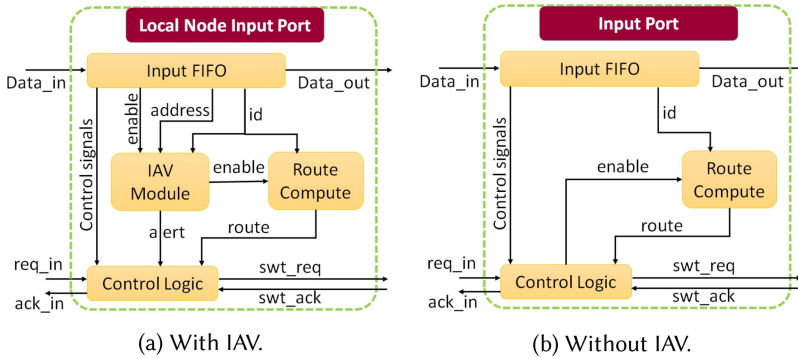 Local Node Input Port
Input FIFO
Data_in
Data_out
Control signals
enable
address
id
IAV
Module
enable
Route
Compute
alert
route
req_in
ack_in
Control Logic
swt_req
swt_ack
(a) With IAV.
Input Port
Input FIFO
Data_in
Data_out
Control signals
id
enable
Route
Compute
route
req_in
ack_in
Control Logic
swt_req
swt_ack
(b) Without IAV.